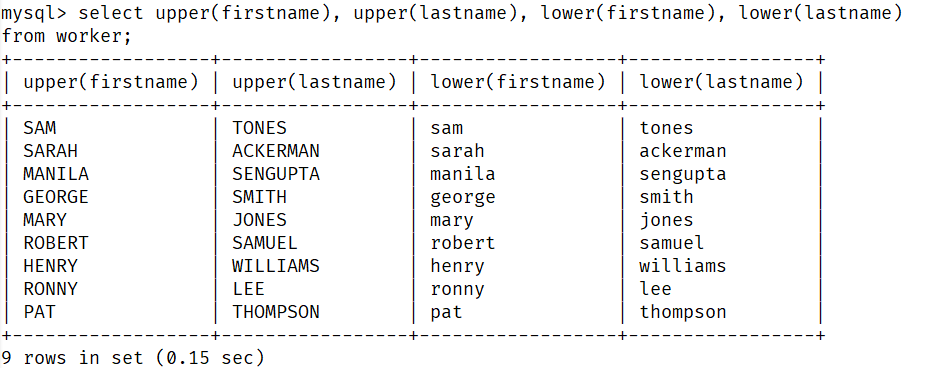 mysql> select upper(firstname), upper(lastname), lower(firstname), lower(lastname)
from worker;
+------------------+-----------------+------------------+-----------------+
| upper(firstname) | upper(lastname) | lower(firstname) | lower(lastname) |
+------------------+-----------------+------------------+-----------------+
| SAM              | TONES           | sam              | tones           |
| SARAH            | ACKERMAN        | sarah            | ackerman        |
| MANILA           | SENGUPTA        | manila           | sengupta        |
| GEORGE           | SMITH           | george           | smith           |
| MARY             | JONES           | mary             | jones           |
| ROBERT           | SAMUEL          | robert           | samuel          |
| HENRY            | WILLIAMS        | henry            | williams        |
| RONNY            | LEE             | ronny            | lee             |
| PAT              | THOMPSON        | pat              | thompson        |
+------------------+-----------------+------------------+-----------------+
9 rows in set (0.15 sec)